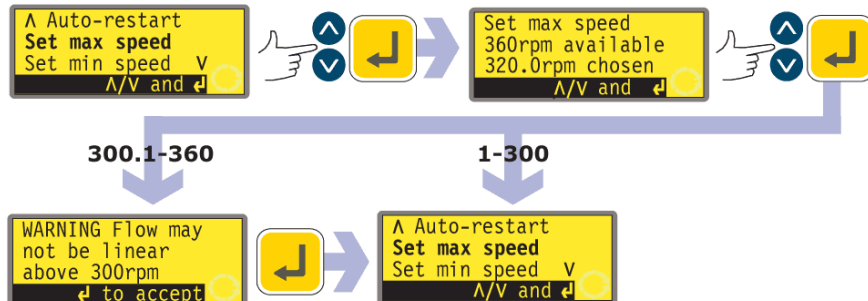 Λ Auto-restart
Set max speed
Set min speed V
Λ/V and ↲
Set max speed
360rpm available
320.0rpm chosen
Λ/V and ↲
300.1-360
1-300
WARNING Flow may
not be linear
above 300rpm
↲ to accept
Λ Auto-restart
Set max speed
Set min speed V
Λ/V and ↲